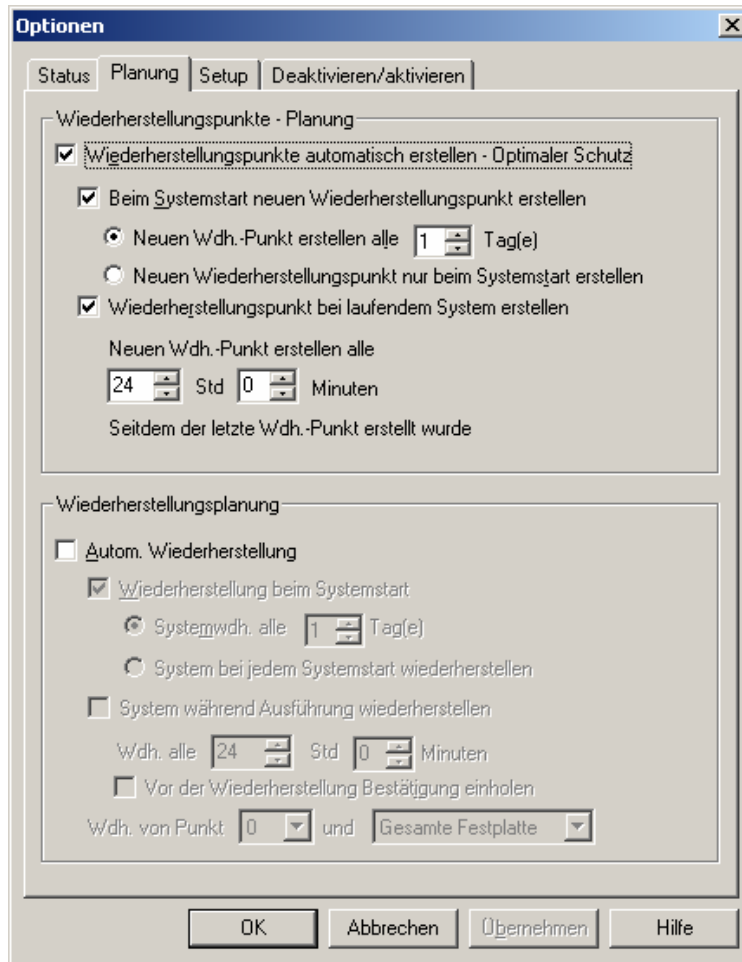 Optionen
Status Planung Setup Deaktivieren/aktivieren
Wiederherstellungspunkte - Planung
Wiederherstellungspunkte automatisch erstellen - Optimaler Schutz
Beim Systemstart neuen Wiederherstellungspunkt erstellen
Neuen Wdh.-Punkt erstellen alle 1 Tag(e)
Neuen Wiederherstellungspunkt nur beim Systemstart erstellen
Wiederherstellungspunkt bei laufendem System erstellen
Neuen Wdh.-Punkt erstellen alle
24 Std 0 Minuten
Seitdem der letzte Wdh.-Punkt erstellt wurde
Wiederherstellungsplanung
Autom. Wiederherstellung
Wiederherstellung beim Systemstart
Systemwdh. alle 1 Tag(e)
System bei jedem Systemstart wiederherstellen
System während Ausführung wiederherstellen
Wdh. alle 24 Std 0 Minuten
Vor der Wiederherstellung Bestätigung einholen
Wdh. von Punkt 0 und Gesamte Festplatte
OK Abbrechen Übernehmen Hilfe